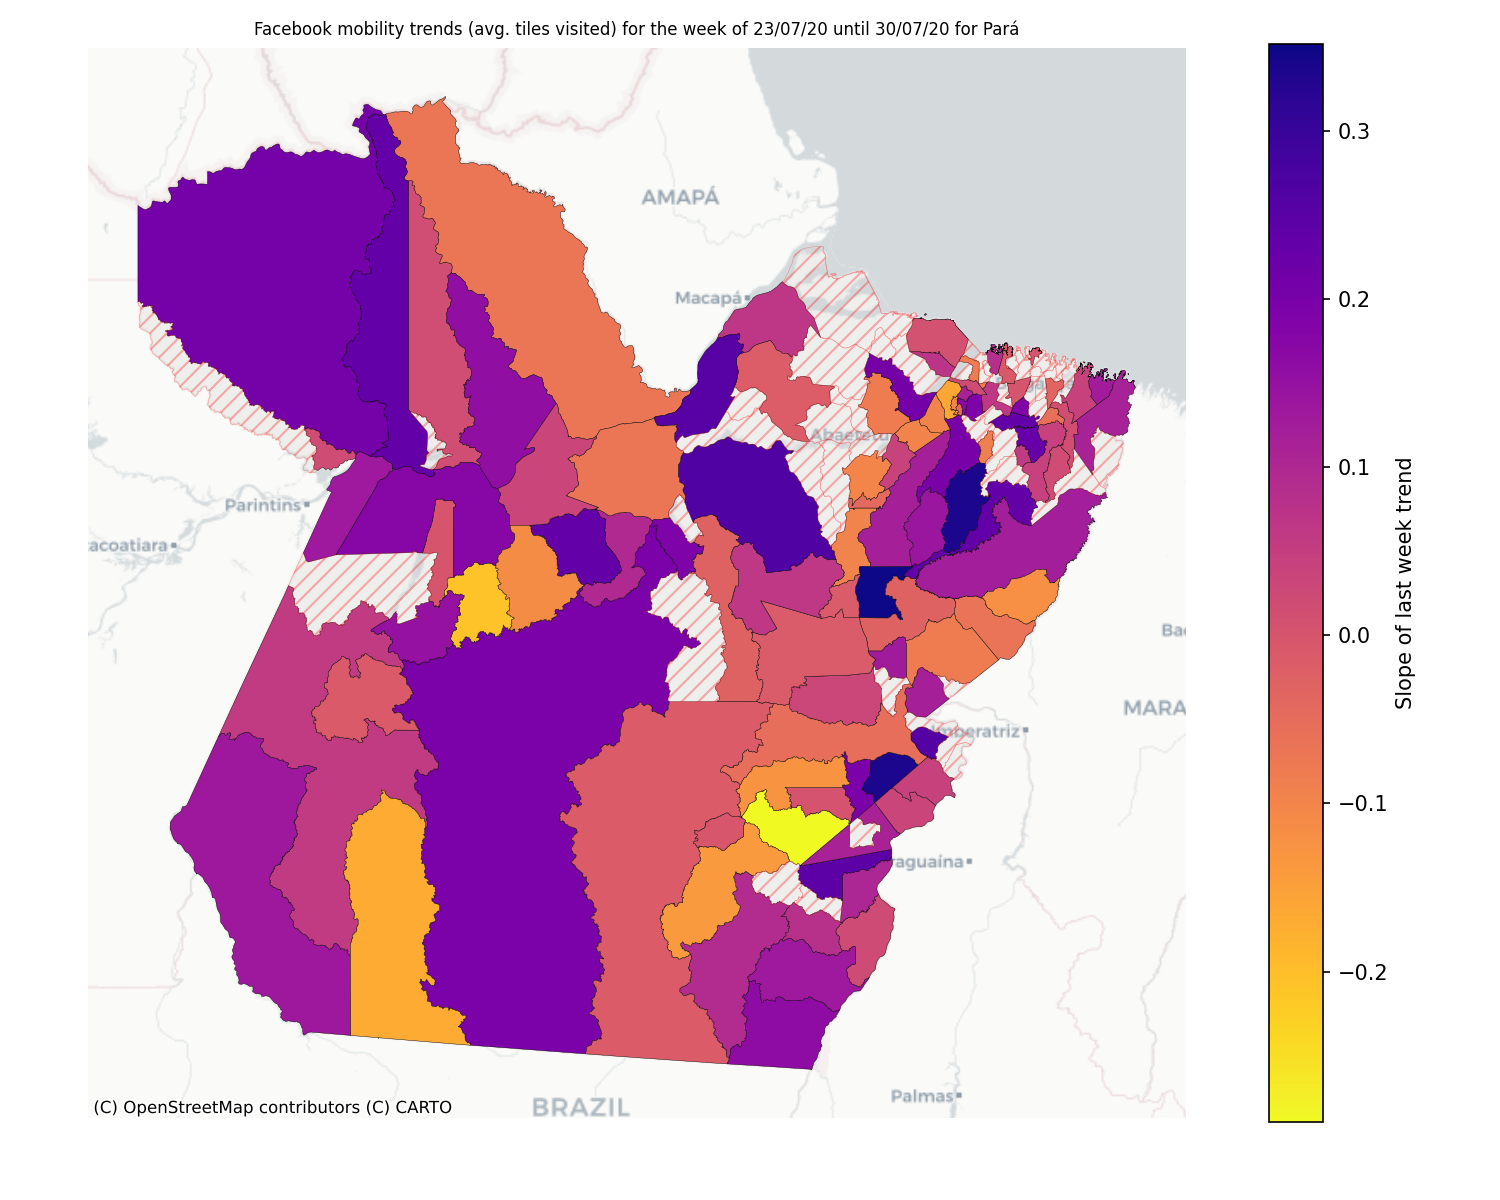 Facebook mobility trends (avg. tiles visited) for the week of 23/07/20 until 30/07/20 for Pará
AMAPÁ
Macapá
Parintins
acoatiara
Bac
MARA
mberatriz
raguaína
Palmas
BRAZIL
(C) OpenStreetMap contributors (C) CARTO
0.3
0.2
0.1
0.0
−0.1
−0.2
Slope of last week trend